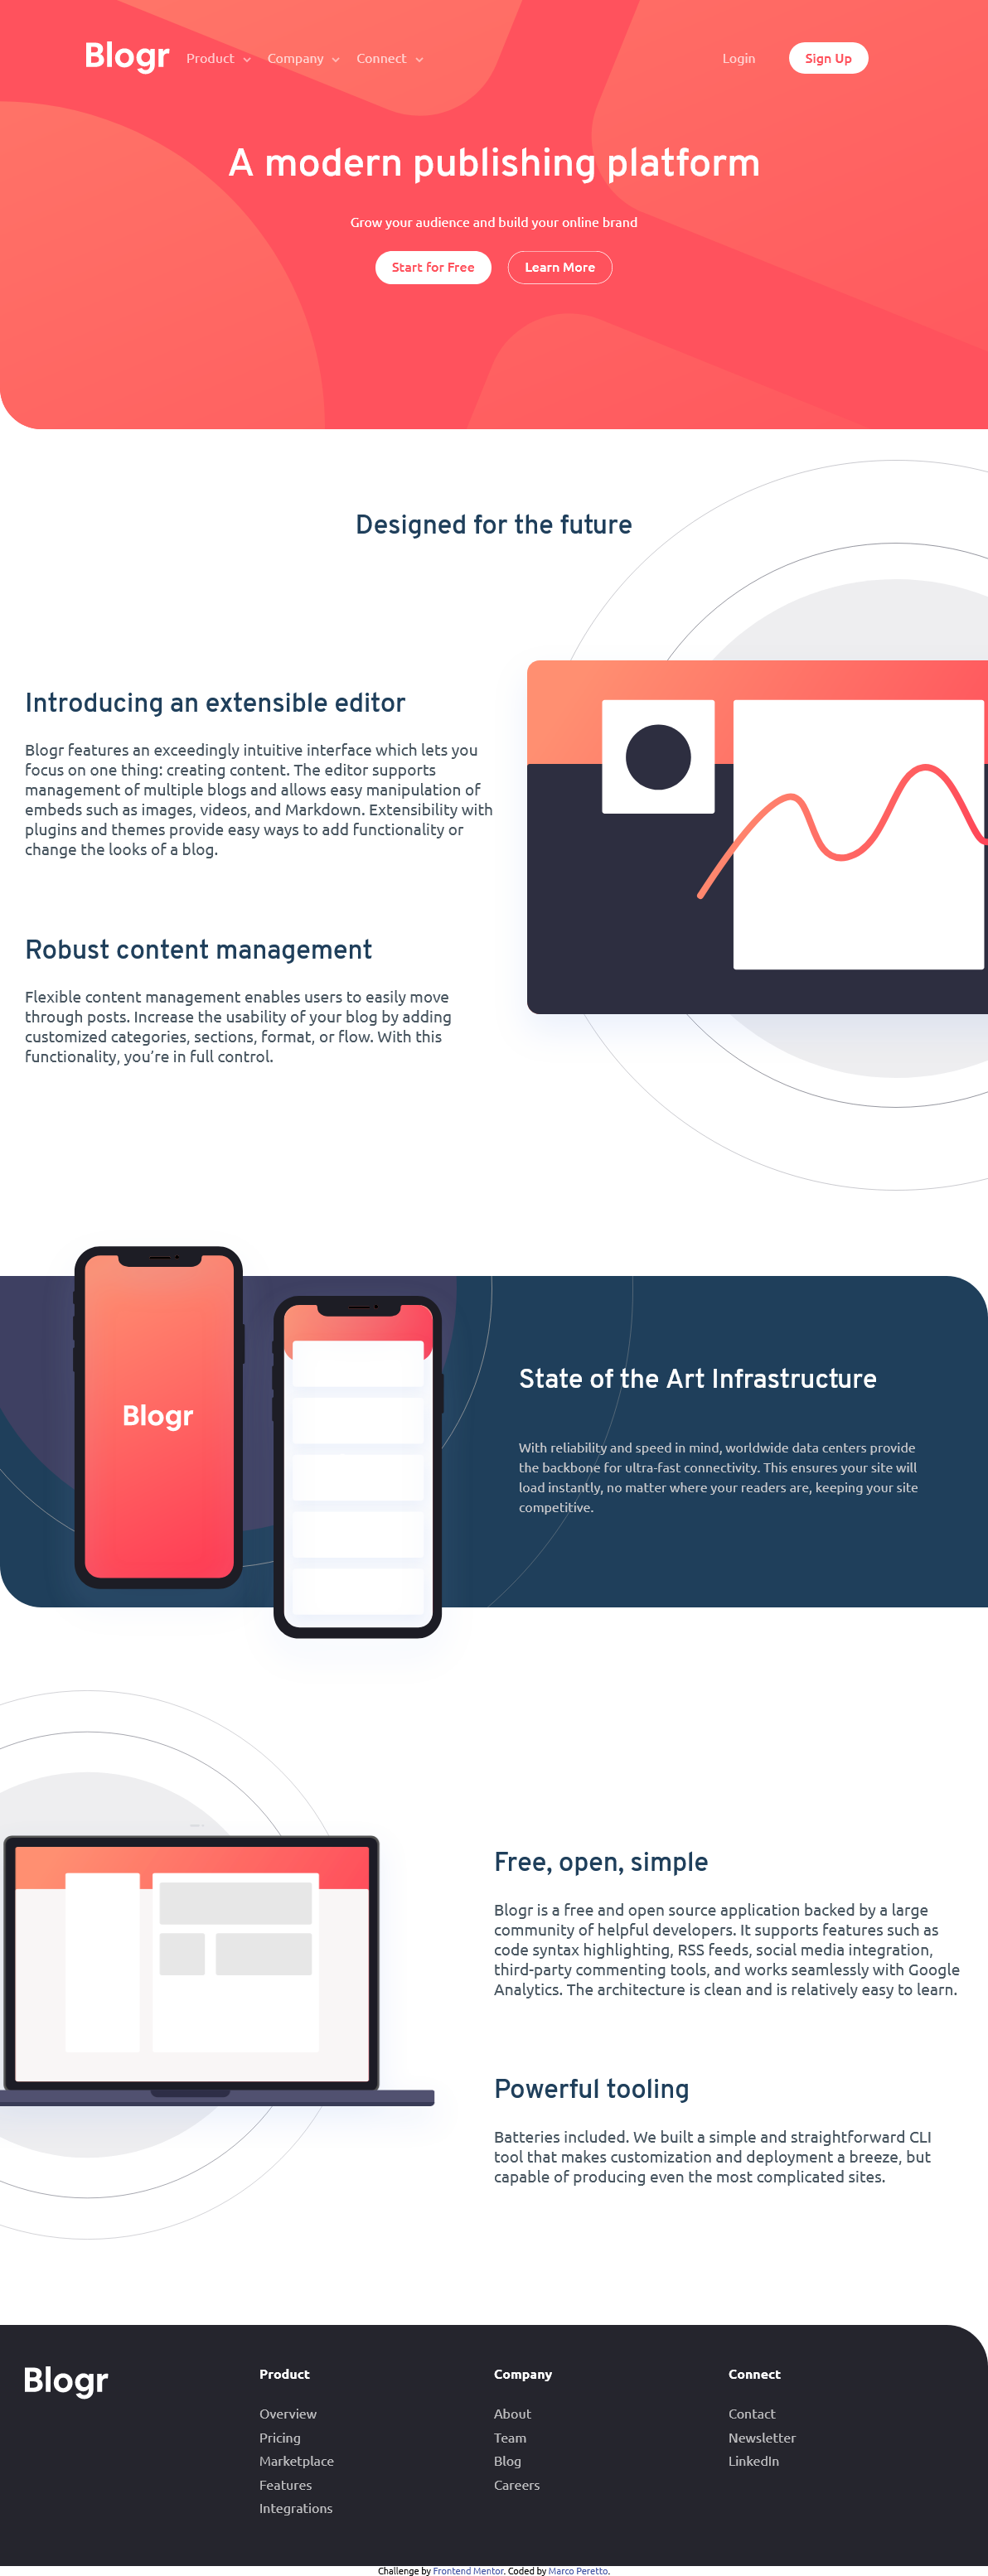 Blogr Product Company Connect Login Sign Up
A modern publishing platform
Grow your audience and build your online brand
Start for Free Learn More
Designed for the future
Introducing an extensible editor
Blogr features an exceedingly intuitive interface which lets you
focus on one thing: creating content. The editor supports
management of multiple blogs and allows easy manipulation of
embeds such as images, videos, and Markdown. Extensibility with
plugins and themes provide easy ways to add functionality or
change the looks of a blog.
Robust content management
Flexible content management enables users to easily move
through posts. Increase the usability of your blog by adding
customized categories, sections, format, or flow. With this
functionality, you’re in full control.
Blogr
State of the Art Infrastructure
With reliability and speed in mind, worldwide data centers provide
the backbone for ultra-fast connectivity. This ensures your site will
load instantly, no matter where your readers are, keeping your site
competitive.
Free, open, simple
Blogr is a free and open source application backed by a large
community of helpful developers. It supports features such as
code syntax highlighting, RSS feeds, social media integration,
third-party commenting tools, and works seamlessly with Google
Analytics. The architecture is clean and is relatively easy to learn.
Powerful tooling
Batteries included. We built a simple and straightforward CLI
tool that makes customization and deployment a breeze, but
capable of producing even the most complicated sites.
Blogr
Product
Overview
Pricing
Marketplace
Features
Integrations
Company
About
Team
Blog
Careers
Connect
Contact
Newsletter
LinkedIn
Challenge by Frontend Mentor. Coded by Marco Peretto.